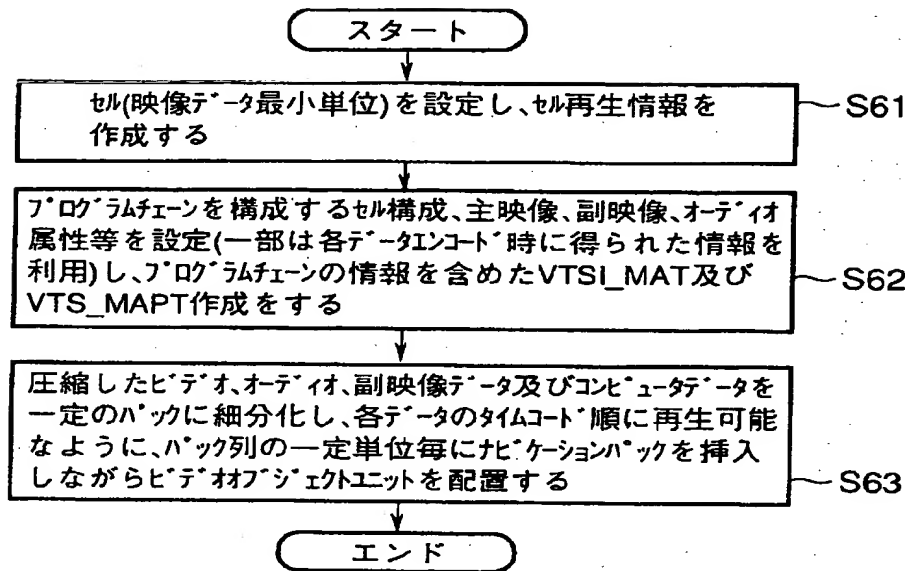 スタート
セル(映像データ最小単位)を設定し、セル再生情報を
作成する
S61
プログラムチェーンを構成するセル構成、主映像、副映像、オーディオ
属性等を設定(一部は各データエンコード時に得られた情報を
利用)し、プログラムチェーンの情報を含めたVTSI_MAT及び
VTS_MAPT作成をする
S62
圧縮したビデオ、オーディオ、副映像データ及びコンピュータデータを
一定のパックに細分化し、各データのタイムコード順に再生可能
なように、パック列の一定単位毎にナビケーションパックを挿入
しながらビデオオブジェクトユニットを配置する
S63
エンド